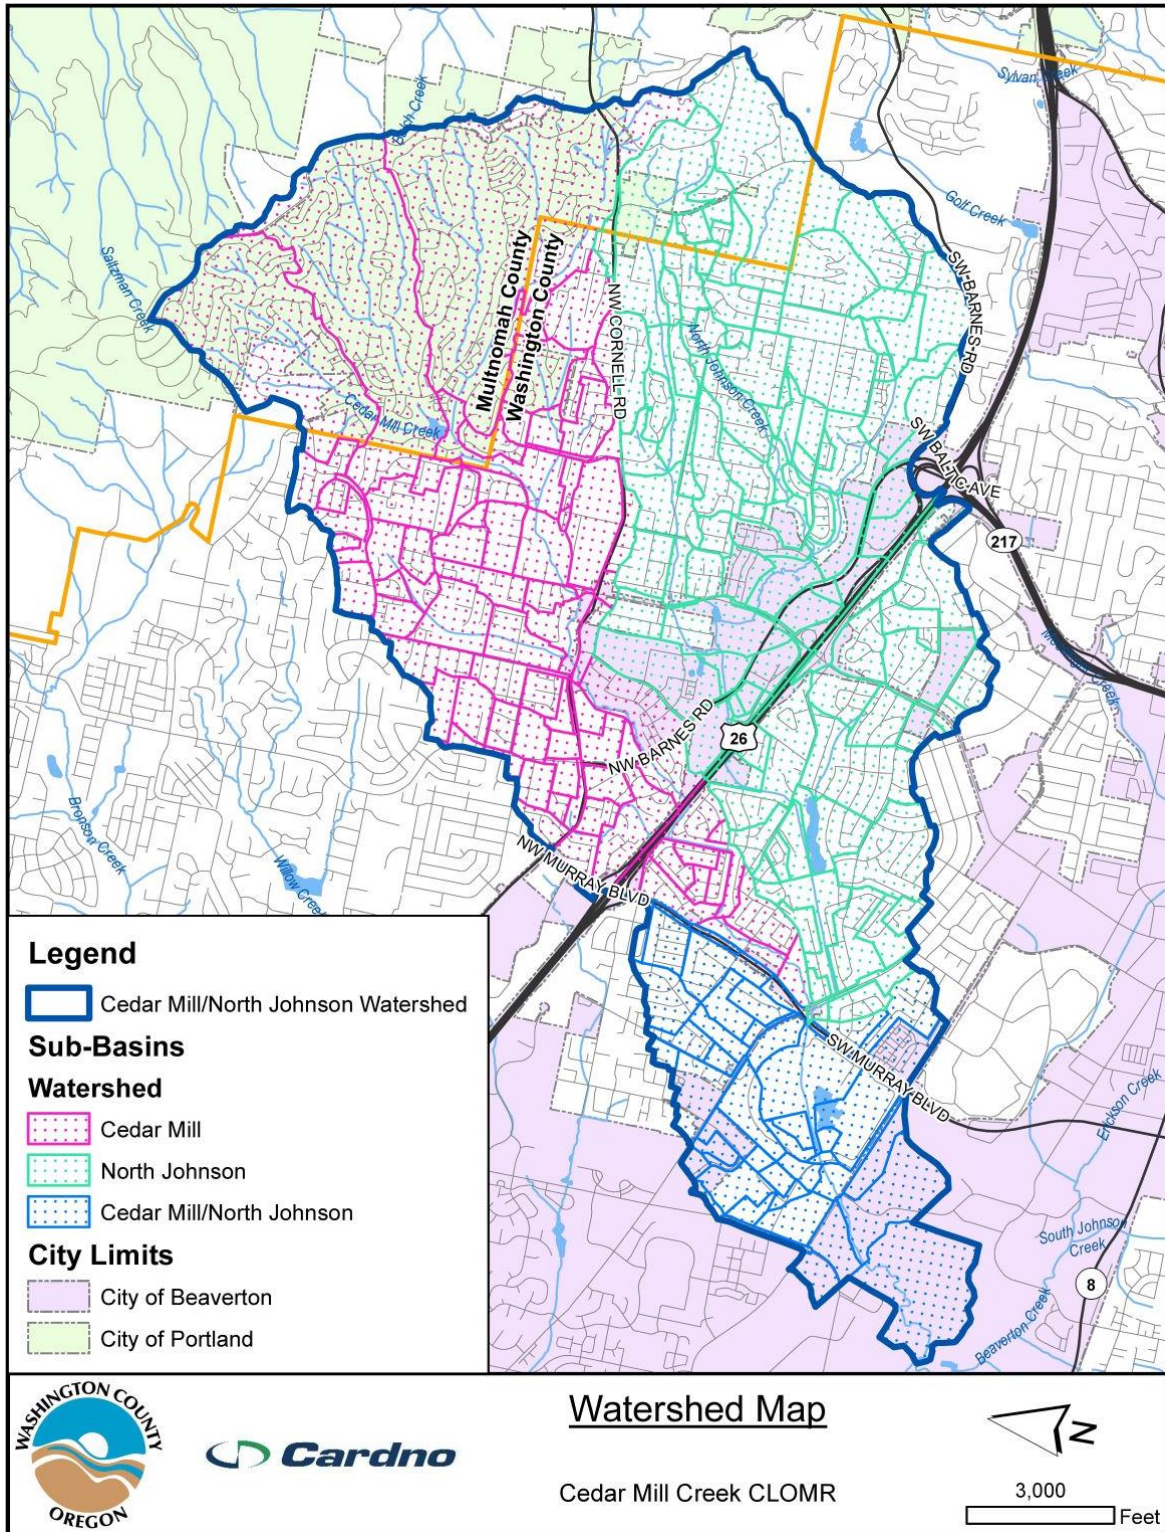 Sylvan Creek
Balch Creek
Golf Creek
Saltzman Creek
SW BARNES RD
Multnomah County
Washington County
NW CORNELL RD
North Johnson Creek
Cedar Mill Creek
SW BALTIC AVE
217
Creek
NW BARNES RD
26
Bronson Creek
Willow Creek
NW MURRAY BLVD
SW MURRAY BLVD
Erickson Creek
South Johnson
Creek
8
Beaverton Creek
Legend
Cedar Mill/North Johnson Watershed
Sub-Basins
Watershed
Cedar Mill
North Johnson
Cedar Mill/North Johnson
City Limits
City of Beaverton
City of Portland
WASHINGTON COUNTY
OREGON
Cardno
Watershed Map
Cedar Mill Creek CLOMR
N
3,000
Feet